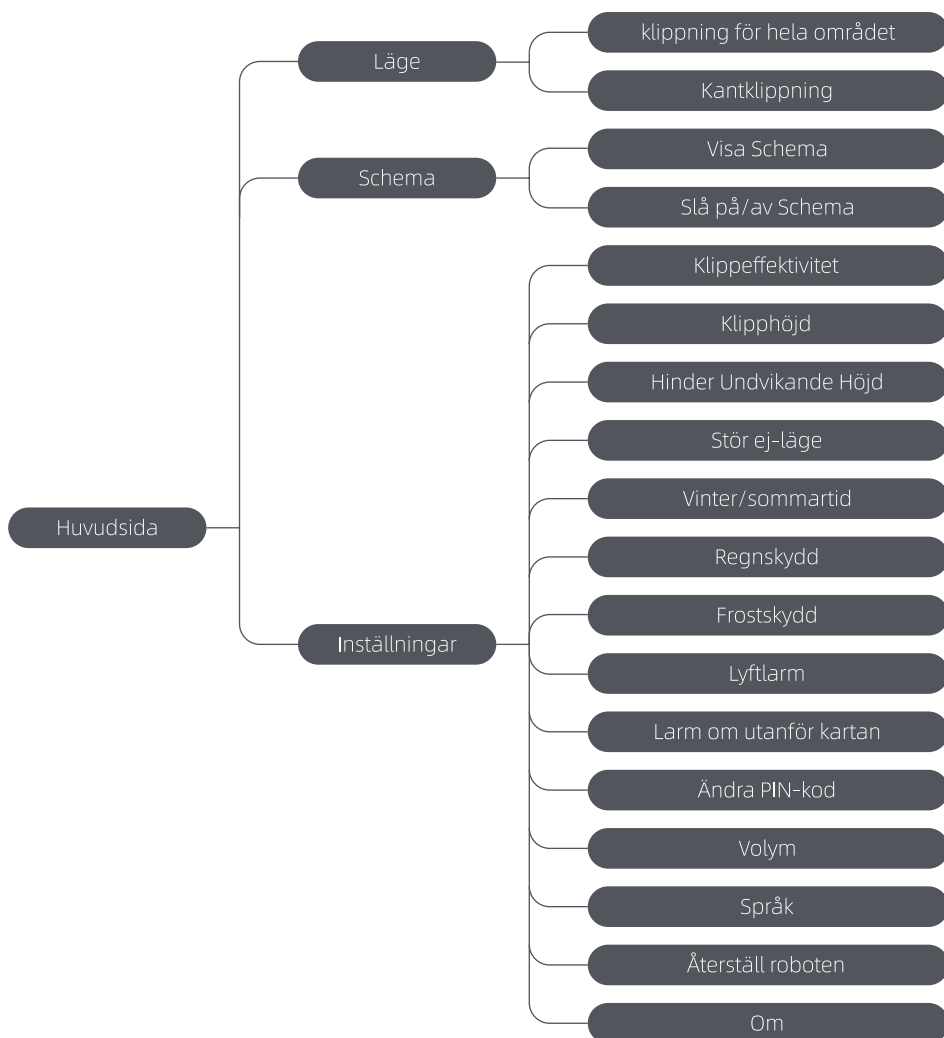 klippning för hela området
Läge
Kantklippning
Visa Schema
Schema
Slå på/av Schema
Klippeffektivitet
Klipphöjd
Hinder Undvikande Höjd
Stör ej-läge
Vinter/sommartid
Huvudsida
Regnskydd
Frostskydd
Inställningar
Lyftlarm
Larm om utanför kartan
Ändra PIN-kod
Volym
Språk
Återställ roboten
Om